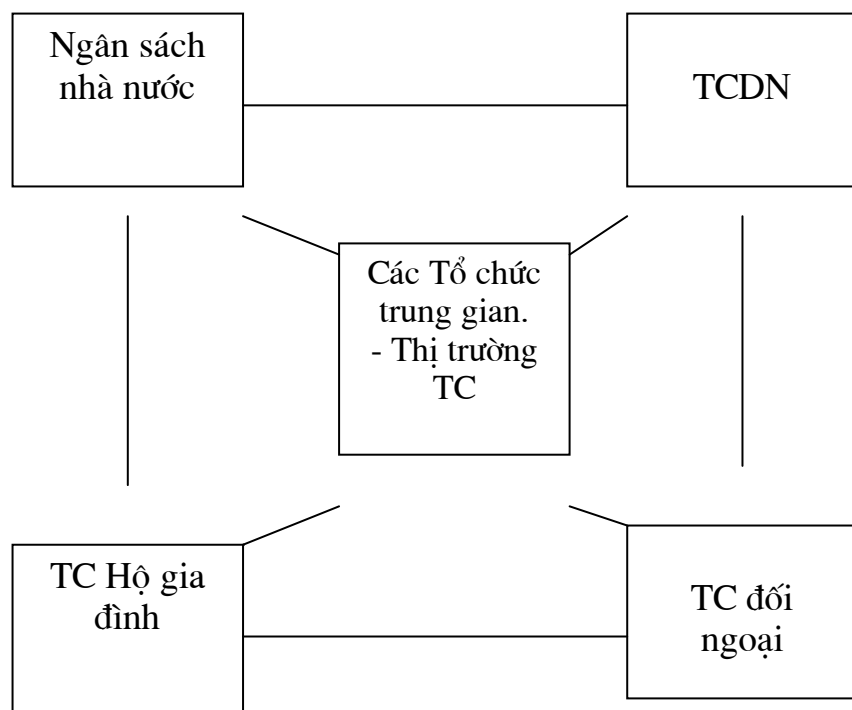 Ngân sách
nhà nước
TCDN
Các Tổ chức
trung gian.
- Thị trường
TC
TC Hộ gia
đình
TC đối
ngoại